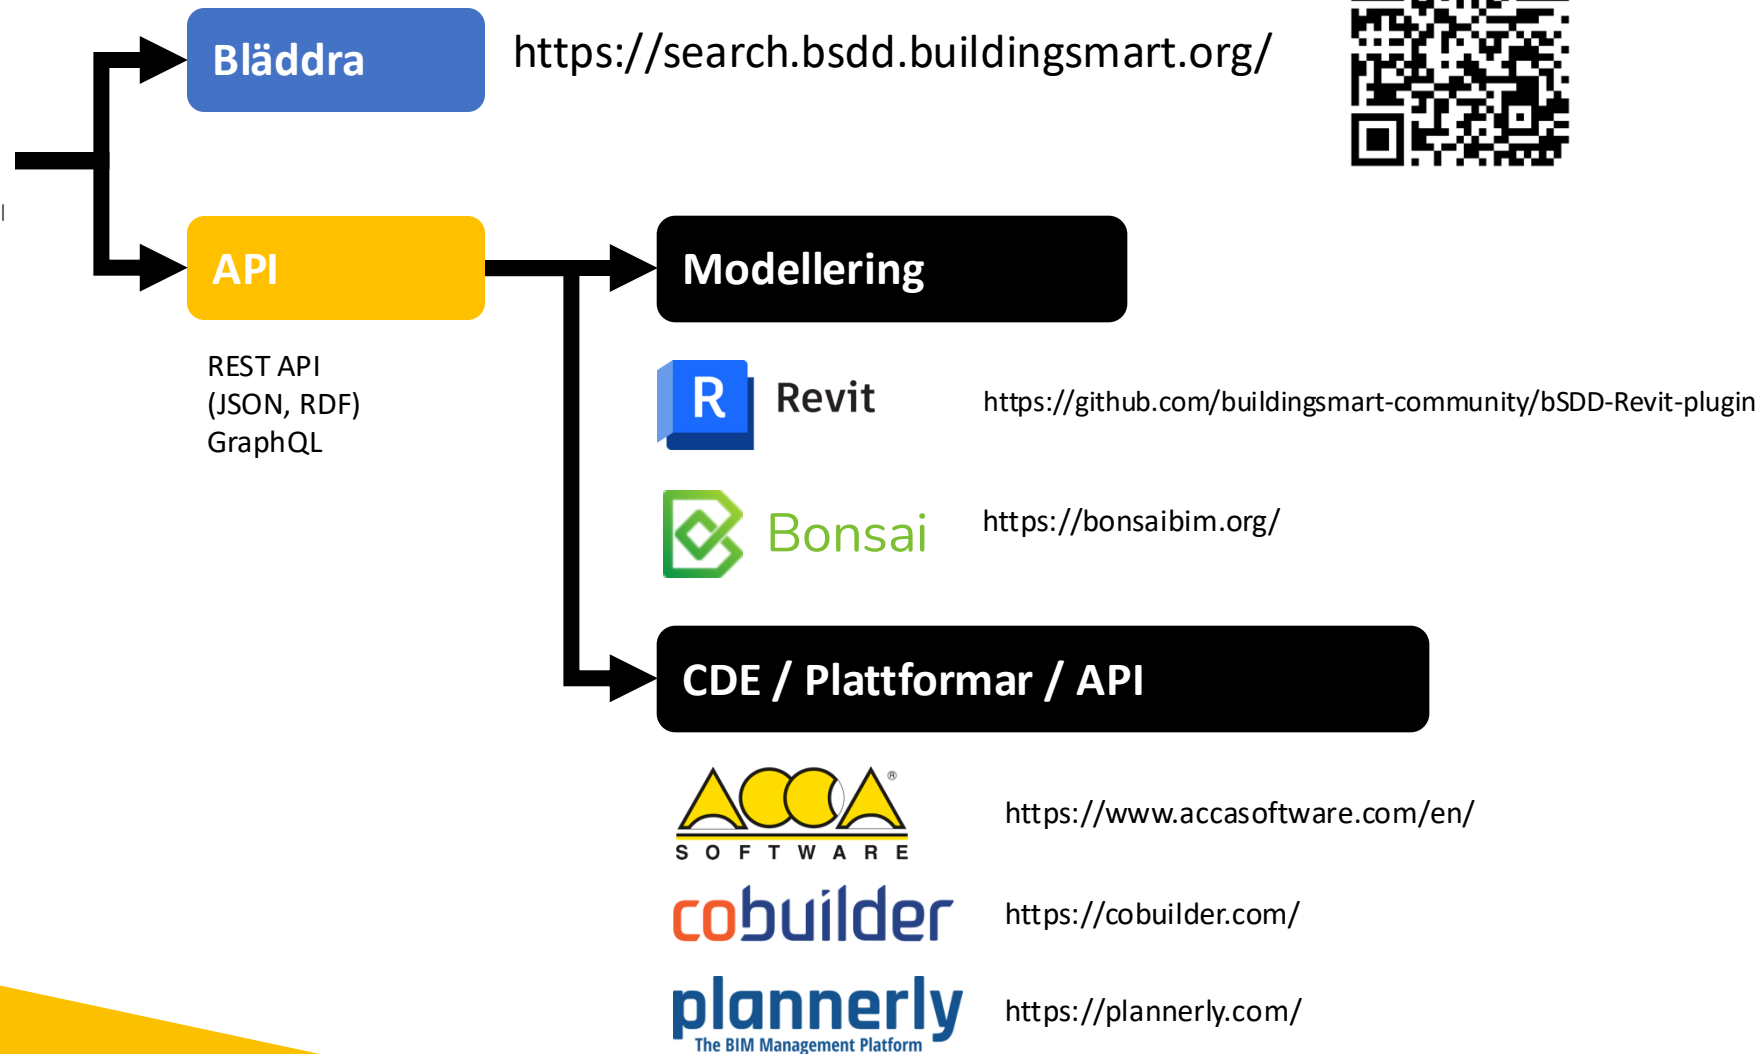 Bläddra
https://search.bsdd.buildingsmart.org/
API
REST API
(JSON, RDF)
GraphQL
Modellering
R Revit
https://github.com/buildingsmart-community/bSDD-Revit-plugin
Bonsai
https://bonsaibim.org/
CDE / Plattformar / API
ACCA®
SOFTWARE
https://www.accasoftware.com/en/
cobuilder
https://cobuilder.com/
plannerly
The BIM Management Platform
https://plannerly.com/